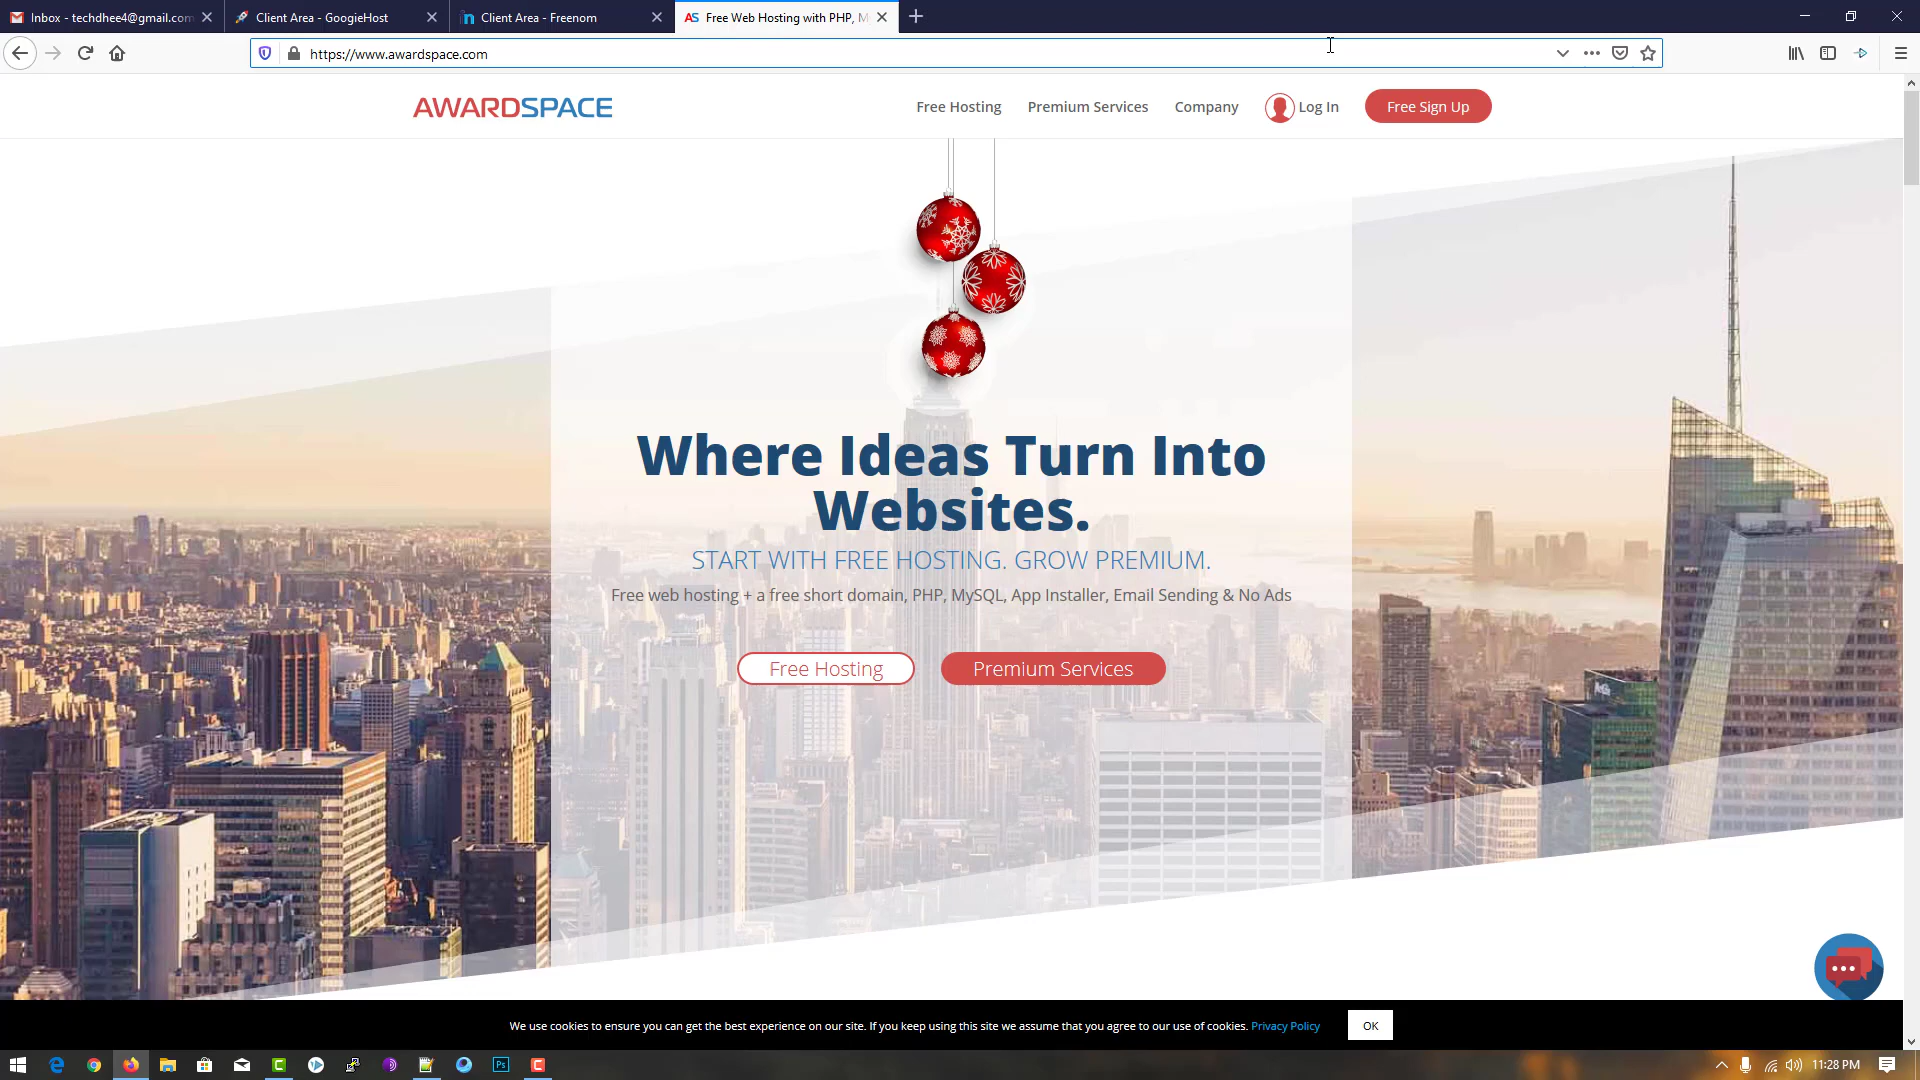 Inbox - techdhee4@gmail.com
Client Area - GoogieHost
Client Area - Freenom
AS Free Web Hosting with PHP, M
https://www.awardspace.com
AWARDSPACE
Free Hosting
Premium Services
Company
Log In
Free Sign Up
Where Ideas Turn Into
Websites.
START WITH FREE HOSTING. GROW PREMIUM.
Free web hosting + a free short domain, PHP, MySQL, App Installer, Email Sending & No Ads
Free Hosting
Premium Services
We use cookies to ensure you can get the best experience on our site. If you keep using this site we assume that you agree to our use of cookies. Privacy Policy
OK
Ps
11:28 PM